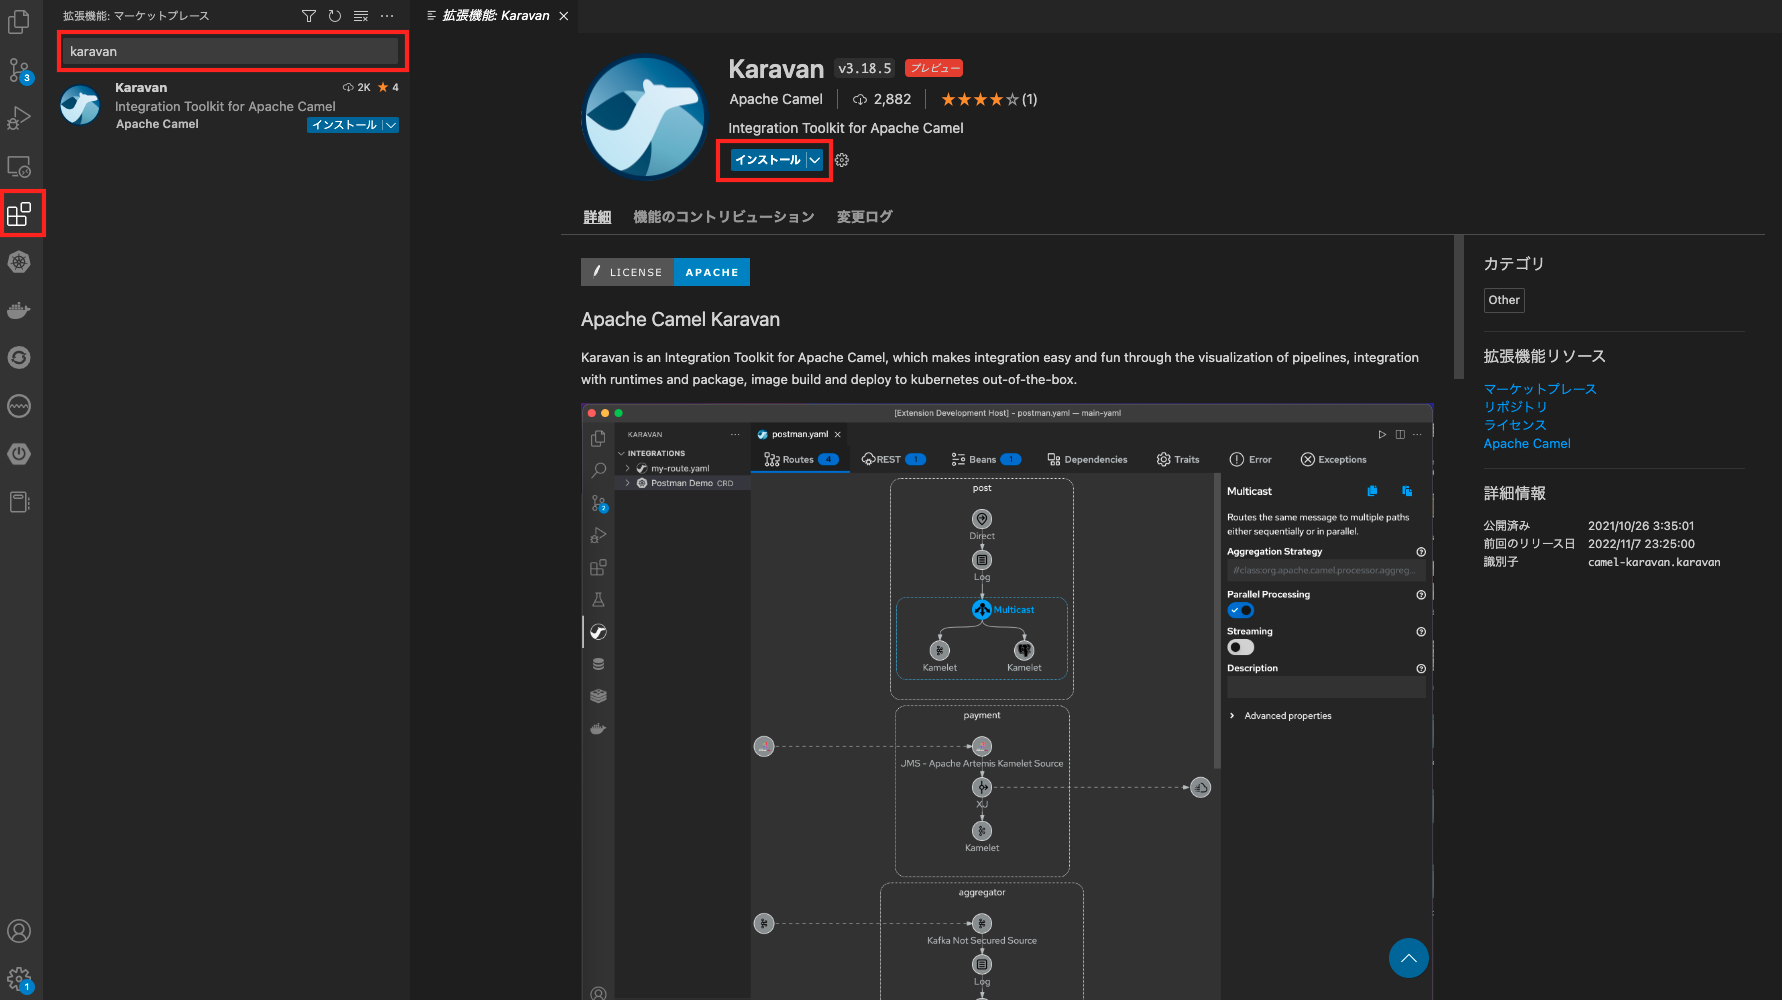 拡張機能: マーケットプレース
karavan
Karavan 2K ★ 4
Integration Toolkit for Apache Camel
Apache Camel インストール
3
1
拡張機能: Karavan
Karavan v3.18.5 プレビュー
Apache Camel 2,882 ★★★★☆(1)
Integration Toolkit for Apache Camel
インストール
詳細 機能のコントリビューション 変更ログ
LICENSE APACHE
Apache Camel Karavan
Karavan is an Integration Toolkit for Apache Camel, which makes integration easy and fun through the visualization of pipelines, integration
with runtimes and package, image build and deploy to kubernetes out-of-the-box.
[Extension Development Host] - postman.yaml — main-yaml
KARAVAN
INTEGRATIONS
my-route.yaml
Postman Demo CRD
2
postman.yaml
Routes 4 REST 1 Beans 1 Dependencies Traits Error Exceptions
post
Direct
Log
Multicast
Kamelet Kamelet
payment
JMS - Apache Artemis Kamelet Source
XJ
Kamelet
aggregator
Kafka Not Secured Source
Log
Multicast
Routes the same message to multiple paths
either sequentially or in parallel.
Aggregation Strategy
#class:org.apache.camel.processor.aggreg...
Parallel Processing
Streaming
Description
Advanced properties
カテゴリ
Other
拡張機能リソース
マーケットプレース
リポジトリ
ライセンス
Apache Camel
詳細情報
公開済み 2021/10/26 3:35:01
前回のリリース日 2022/11/7 23:25:00
識別子 camel-karavan.karavan